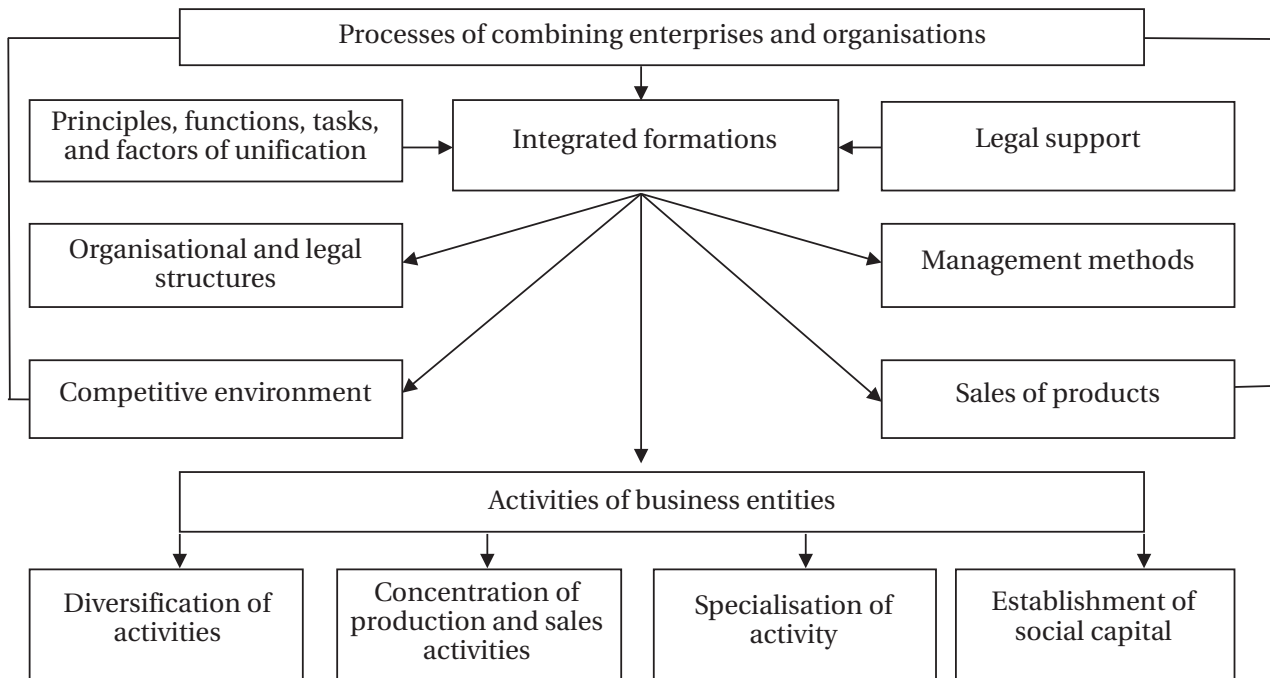 Processes of combining enterprises and organisations
Principles, functions, tasks,
and factors of unification
Integrated formations
Legal support
Organisational and legal
structures
Management methods
Competitive environment
Sales of products
Activities of business entities
Diversification of
activities
Concentration of
production and sales
activities
Specialisation of
activity
Establishment of
social capital